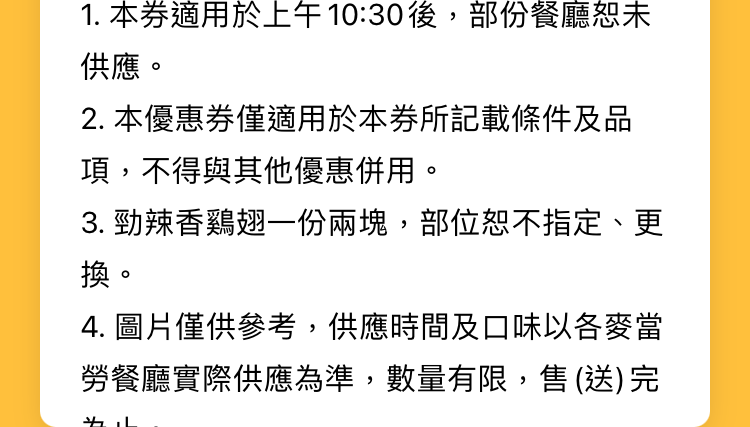 1. 本券適用於上午10:30後，部份餐廳恕未
供應。
2. 本優惠券僅適用於本券所記載條件及品
項，不得與其他優惠併用。
3. 勁辣香鷄翅一份兩塊，部位恕不指定、更
換。
4. 圖片僅供參考，供應時間及口味以各麥當
勞餐廳實際供應為準，數量有限，售(送)完
為止。